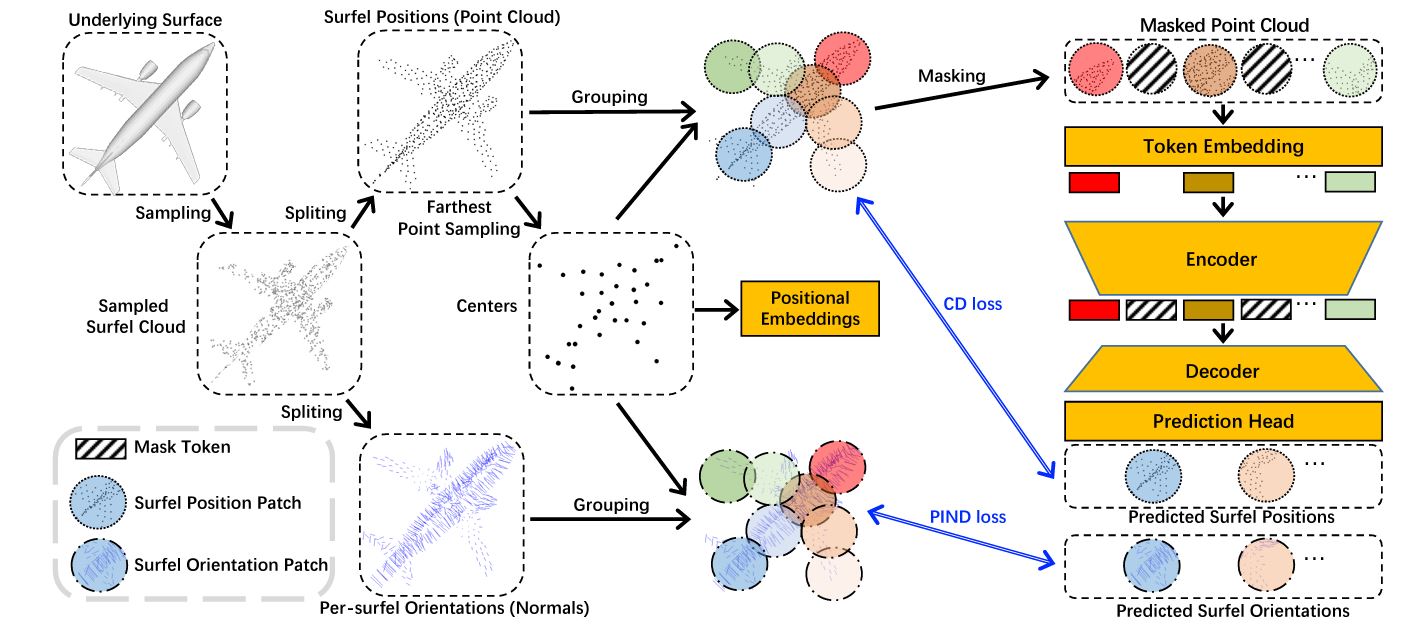 Underlying Surface
Surfel Positions (Point Cloud)
Masked Point Cloud
Grouping
Masking
...
Token Embedding
...
Sampling
Spliting
Farthest
Point Sampling
Encoder
Sampled
Surfel Cloud
Centers
Positional
Embeddings
CD loss
...
Decoder
Spliting
Prediction Head
Mask Token
Surfel Position Patch
Surfel Orientation Patch
Grouping
PIND loss
...
Predicted Surfel Positions
...
Per-surfel Orientations (Normals)
Predicted Surfel Orientations